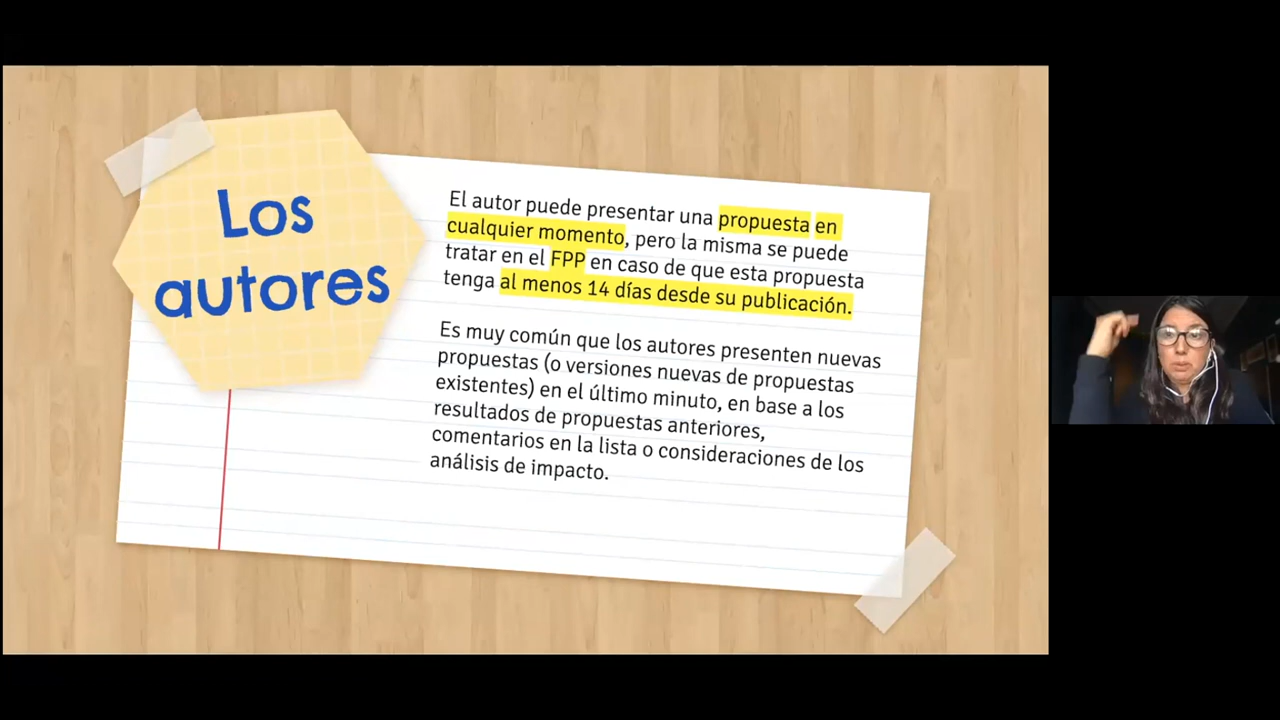 Los
autores
El autor puede presentar una propuesta en
cualquier momento, pero la misma se puede
tratar en el FPP en caso de que esta propuesta
tenga al menos 14 días desde su publicación.
Es muy común que los autores presenten nuevas
propuestas (o versiones nuevas de propuestas
existentes) en el último minuto, en base a los
resultados de propuestas anteriores,
comentarios en la lista o consideraciones de los
análisis de impacto.